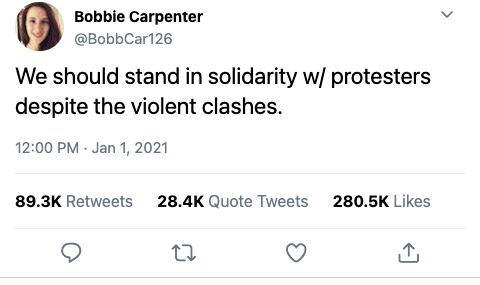 Bobbie Carpenter
@BobbCar126
We should stand in solidarity w/ protesters
despite the violent clashes.
12:00 PM · Jan 1, 2021
89.3K Retweets 28.4K Quote Tweets 280.5K Likes